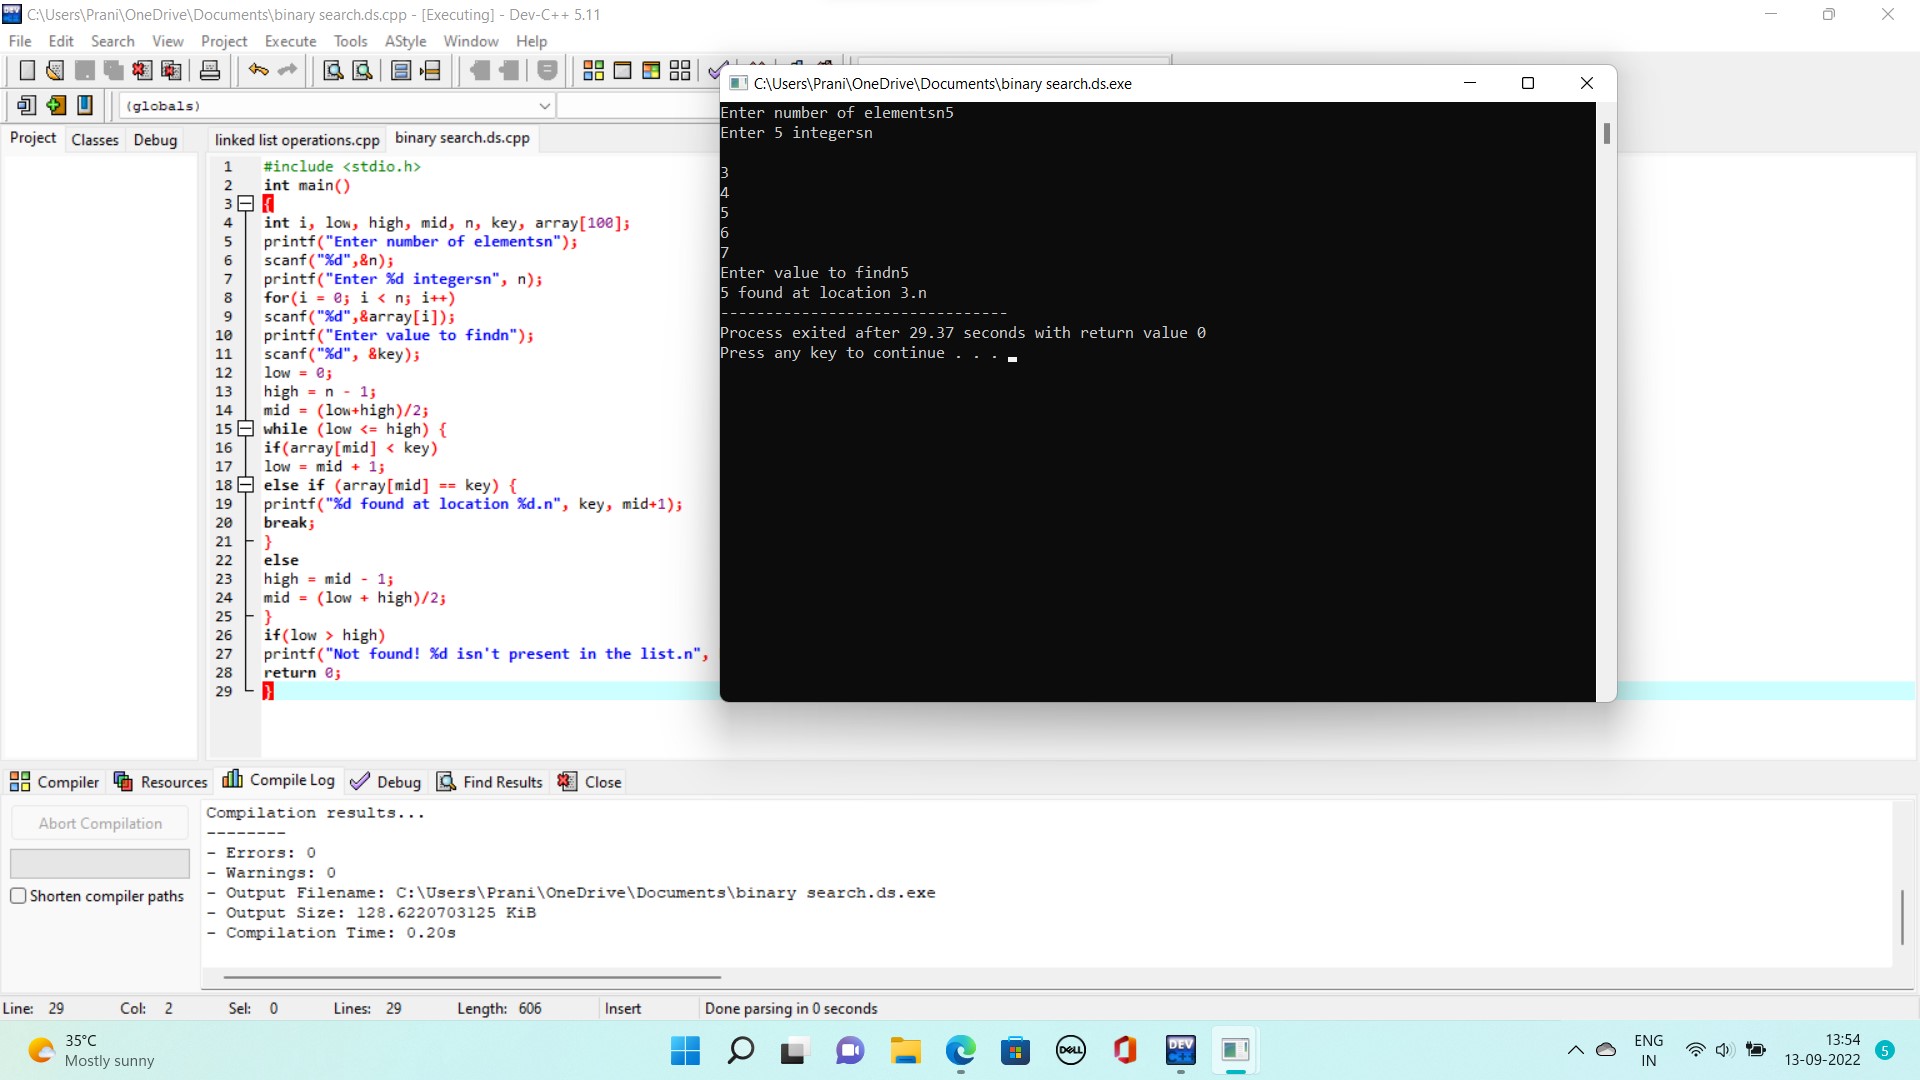 C:\Users\Prani\OneDrive\Documents\binary search.ds.cpp - [Executing] - Dev-C++ 5.11
File Edit Search View Project Execute Tools AStyle Window Help
(globals)
Project Classes Debug
linked list operations.cpp binary search.ds.cpp
1 #include <stdio.h>
2 int main()
3 {
4 int i, low, high, mid, n, key, array[100];
5 printf("Enter number of elementsn");
6 scanf("%d",&n);
7 printf("Enter %d integersn", n);
8 for(i = 0; i < n; i++)
9 scanf("%d",&array[i]);
10 printf("Enter value to findn");
11 scanf("%d", &key);
12 low = 0;
13 high = n - 1;
14 mid = (low+high)/2;
15 while (low <= high) {
16 if(array[mid] < key)
17 low = mid + 1;
18 else if (array[mid] == key) {
19 printf("%d found at location %d.n", key, mid+1);
20 break;
21 }
22 else
23 high = mid - 1;
24 mid = (low + high)/2;
25 }
26 if(low > high)
27 printf("Not found! %d isn't present in the list.n",
28 return 0;
29 }
C:\Users\Prani\OneDrive\Documents\binary search.ds.exe
Enter number of elementsn5
Enter 5 integersn
3
4
5
6
7
Enter value to findn5
5 found at location 3.n
--------------------------------
Process exited after 29.37 seconds with return value 0
Press any key to continue . . .
Compiler Resources Compile Log Debug Find Results Close
Abort Compilation
Shorten compiler paths
Compilation results...
--------
- Errors: 0
- Warnings: 0
- Output Filename: C:\Users\Prani\OneDrive\Documents\binary search.ds.exe
- Output Size: 128.6220703125 KiB
- Compilation Time: 0.20s
Line: 29 Col: 2 Sel: 0 Lines: 29 Length: 606 Insert Done parsing in 0 seconds
35°C
Mostly sunny
DELL
DEV
C++
ENG
IN
13:54
13-09-2022
5